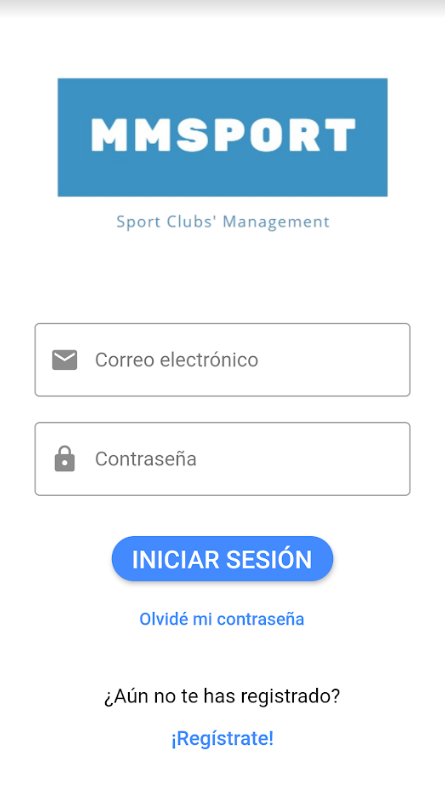 MMSPORT
Sport Clubs' Management
Correo electrónico
Contraseña
INICIAR SESIÓN
Olvidé mi contraseña
¿Aún no te has registrado?
¡Regístrate!